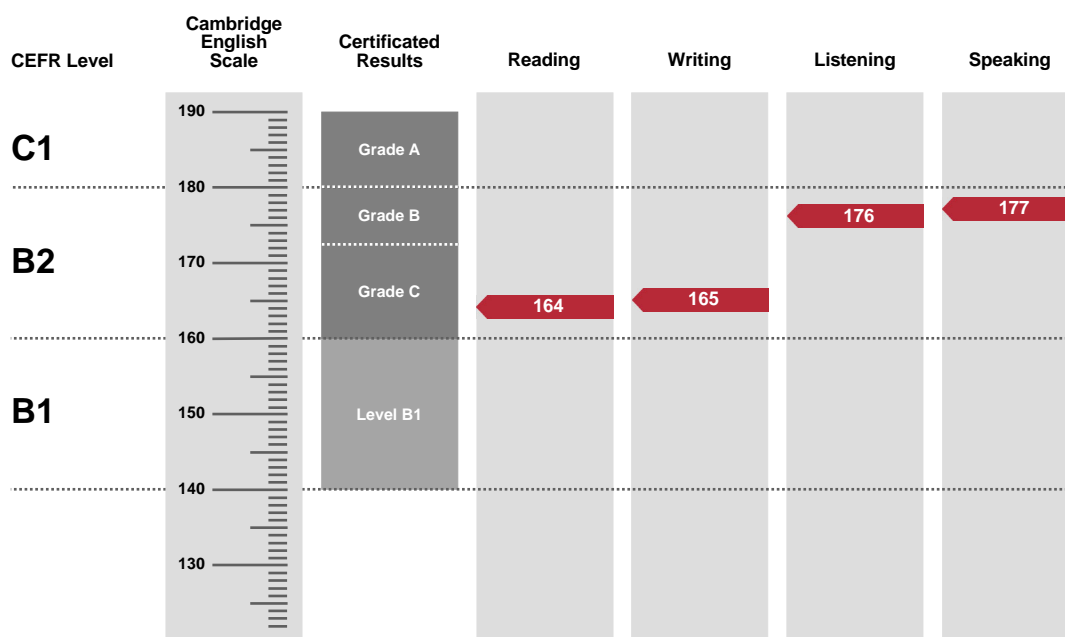 CEFR Level
Cambridge
English
Scale
Certificated
Results
Reading
Writing
Listening
Speaking
190
C1
Grade A
180
Grade B
176
177
B2
170
Grade C
164
165
160
B1
150
Level B1
140
130